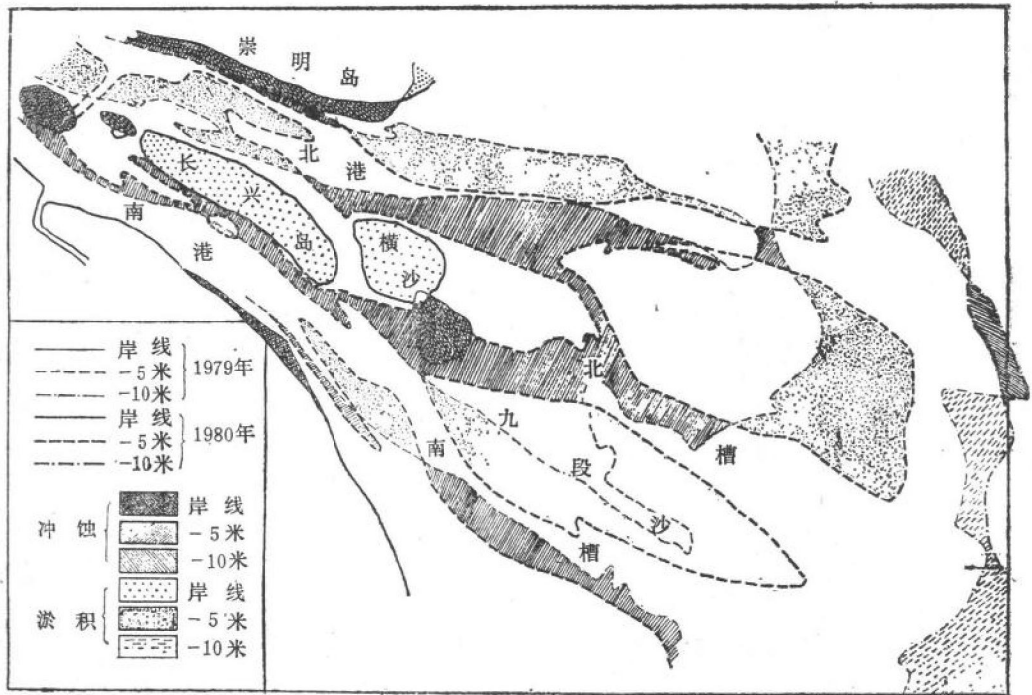 崇明岛
北港
长兴岛
南港
横沙
北槽
九段沙
南槽
岸线
-5米
-10米
1979年
岸线
-5米
-10米
1980年
冲蚀
岸线
-5米
-10米
淤积
岸线
-5米
-10米